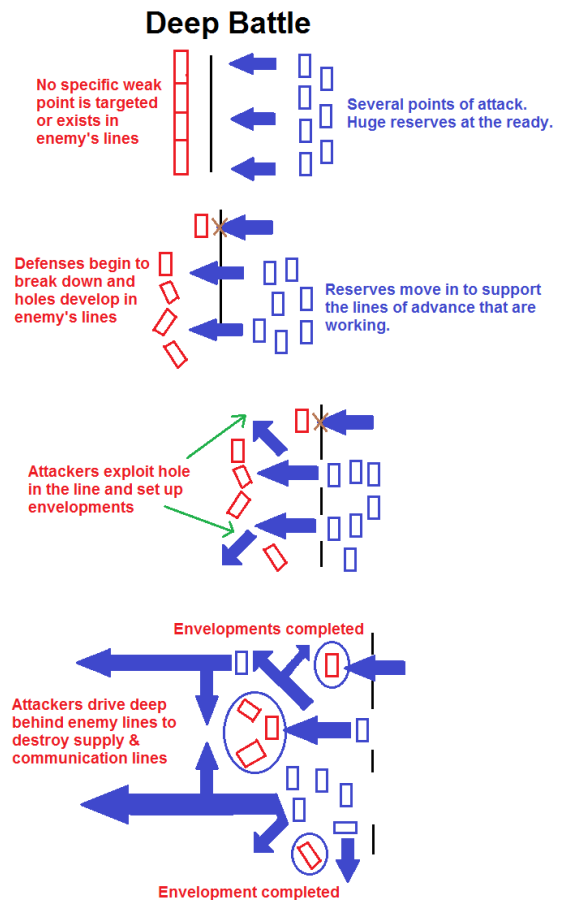 Deep Battle
No specific weak
point is targeted
or exists in
enemy's lines
Several points of attack.
Huge reserves at the ready.
Defenses begin to
break down and
holes develop in
enemy's lines
Reserves move in to support
the lines of advance that are
working.
Attackers exploit hole
in the line and set up
envelopments
Envelopments completed
Attackers drive deep
behind enemy lines to
destroy supply &
communication lines
Envelopment completed